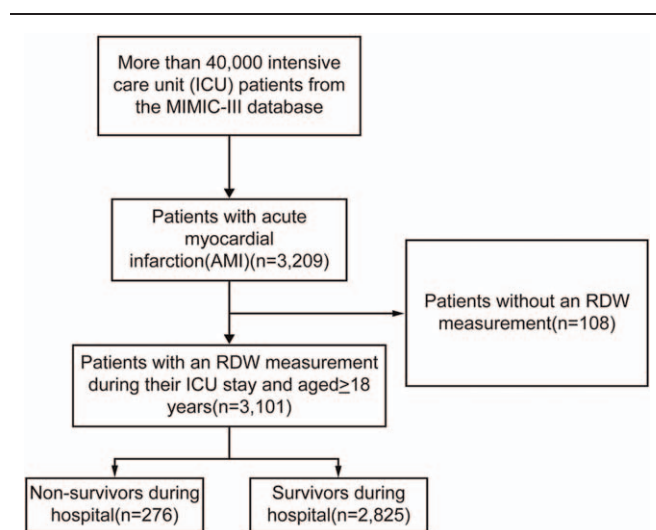 More than 40,000 intensive
care unit (ICU) patients from
the MIMIC-III database
Patients with acute
myocardial
infarction(AMI)(n=3,209)
Patients without an RDW
measurement(n=108)
Patients with an RDW measurement
during their ICU stay and aged≥18
years(n=3,101)
Non-survivors during
hospital(n=276)
Survivors during
hospital(n=2,825)